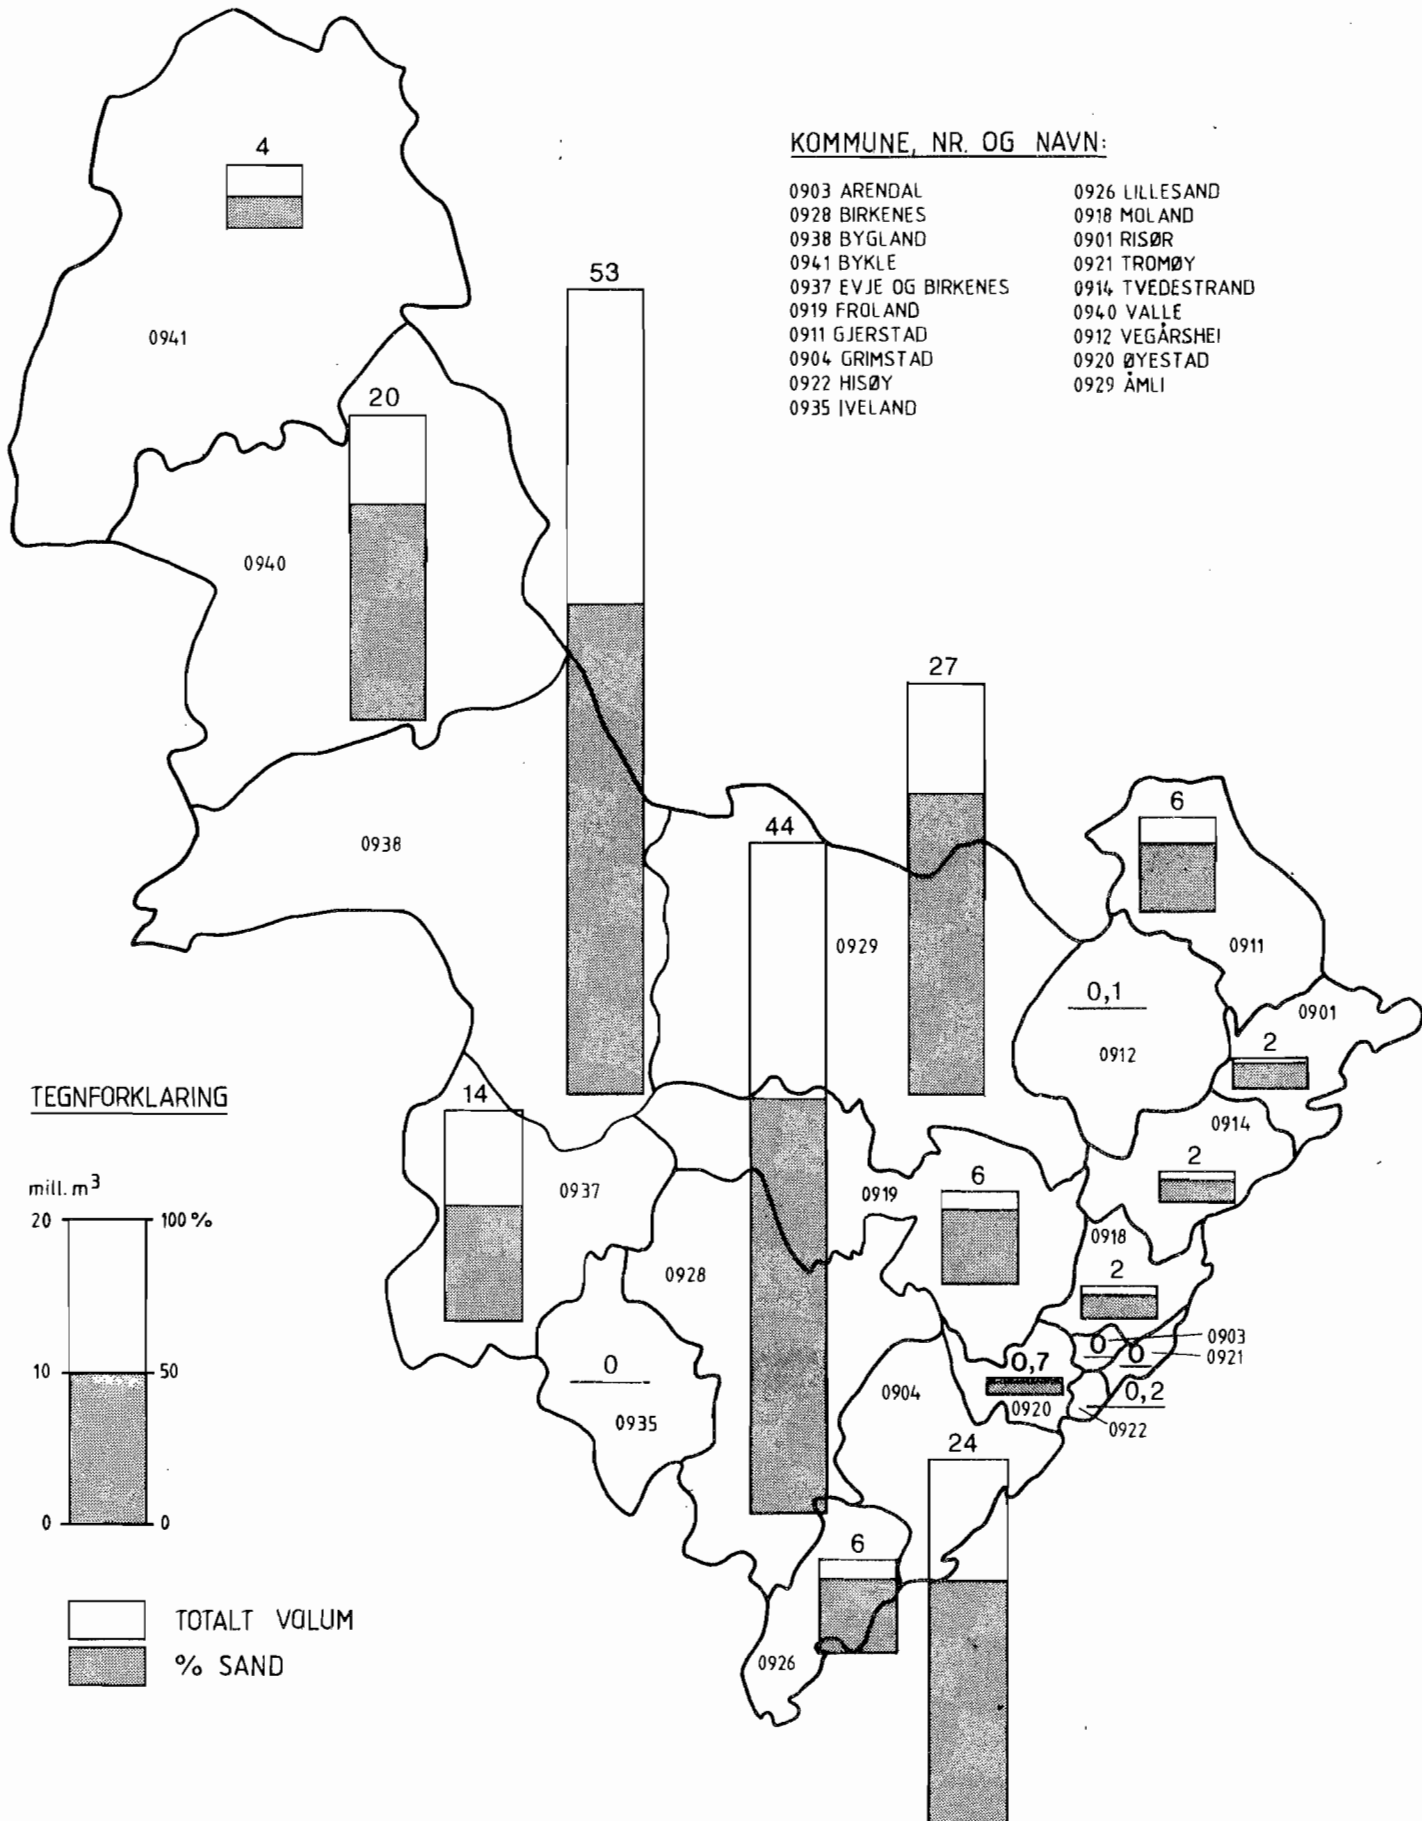 KOMMUNE, NR. OG NAVN:
0903 ARENDAL
0928 BIRKENES
0938 BYGLAND
0941 BYKLE
0937 EVJE OG BIRKENES
0919 FROLAND
0911 GJERSTAD
0904 GRIMSTAD
0922 HISØY
0935 IVELAND
0926 LILLESAND
0918 MOLAND
0901 RISØR
0921 TROMØY
0914 TVEDESTRAND
0940 VALLE
0912 VEGÅRSHEI
0920 ØYESTAD
0929 ÅMLI
4
0941
53
20
0940
27
6
44
0938
0929
0911
0,1
0901
0912
2
14
0914
2
0937
0919
6
0918
0928
2
0903
0
0
0921
0,7
0
0904
0,2
0920
0935
0922
24
6
0926
TEGNFORKLARING
mill. m³
20
100 %
10
50
0
0
TOTALT VOLUM
% SAND